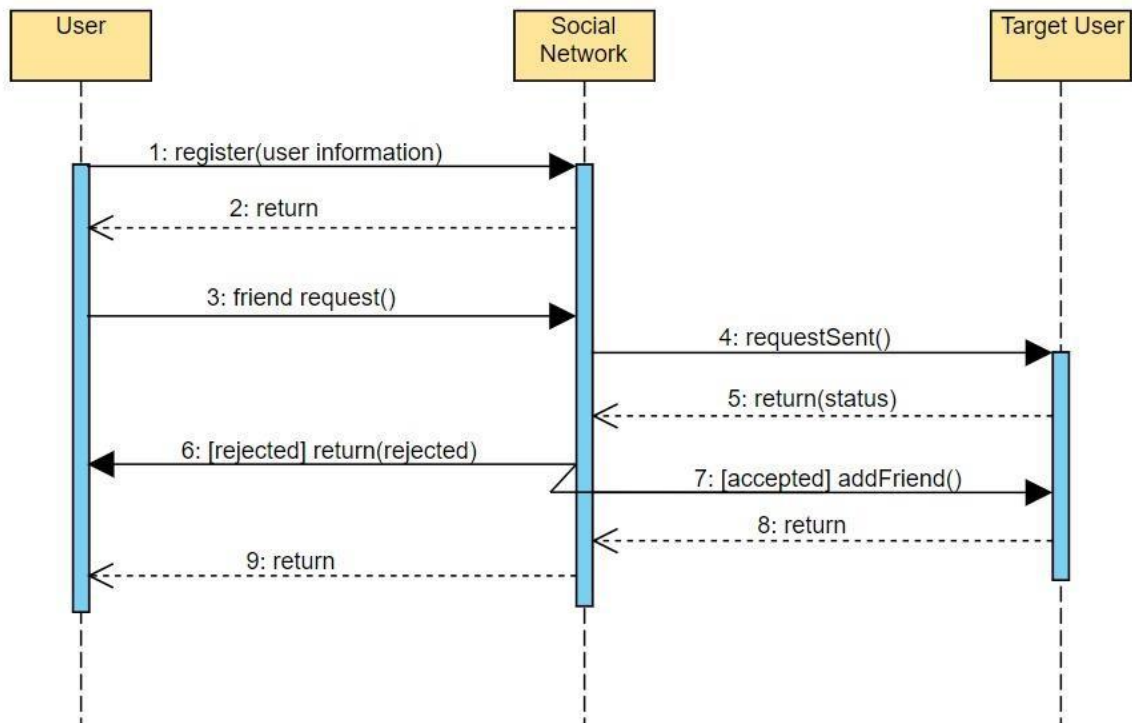 User
Social
Network
Target User
1: register(user information)
2: return
3: friend request()
4: requestSent()
5: return(status)
6: [rejected] return(rejected)
7: [accepted] addFriend()
8: return
9: return